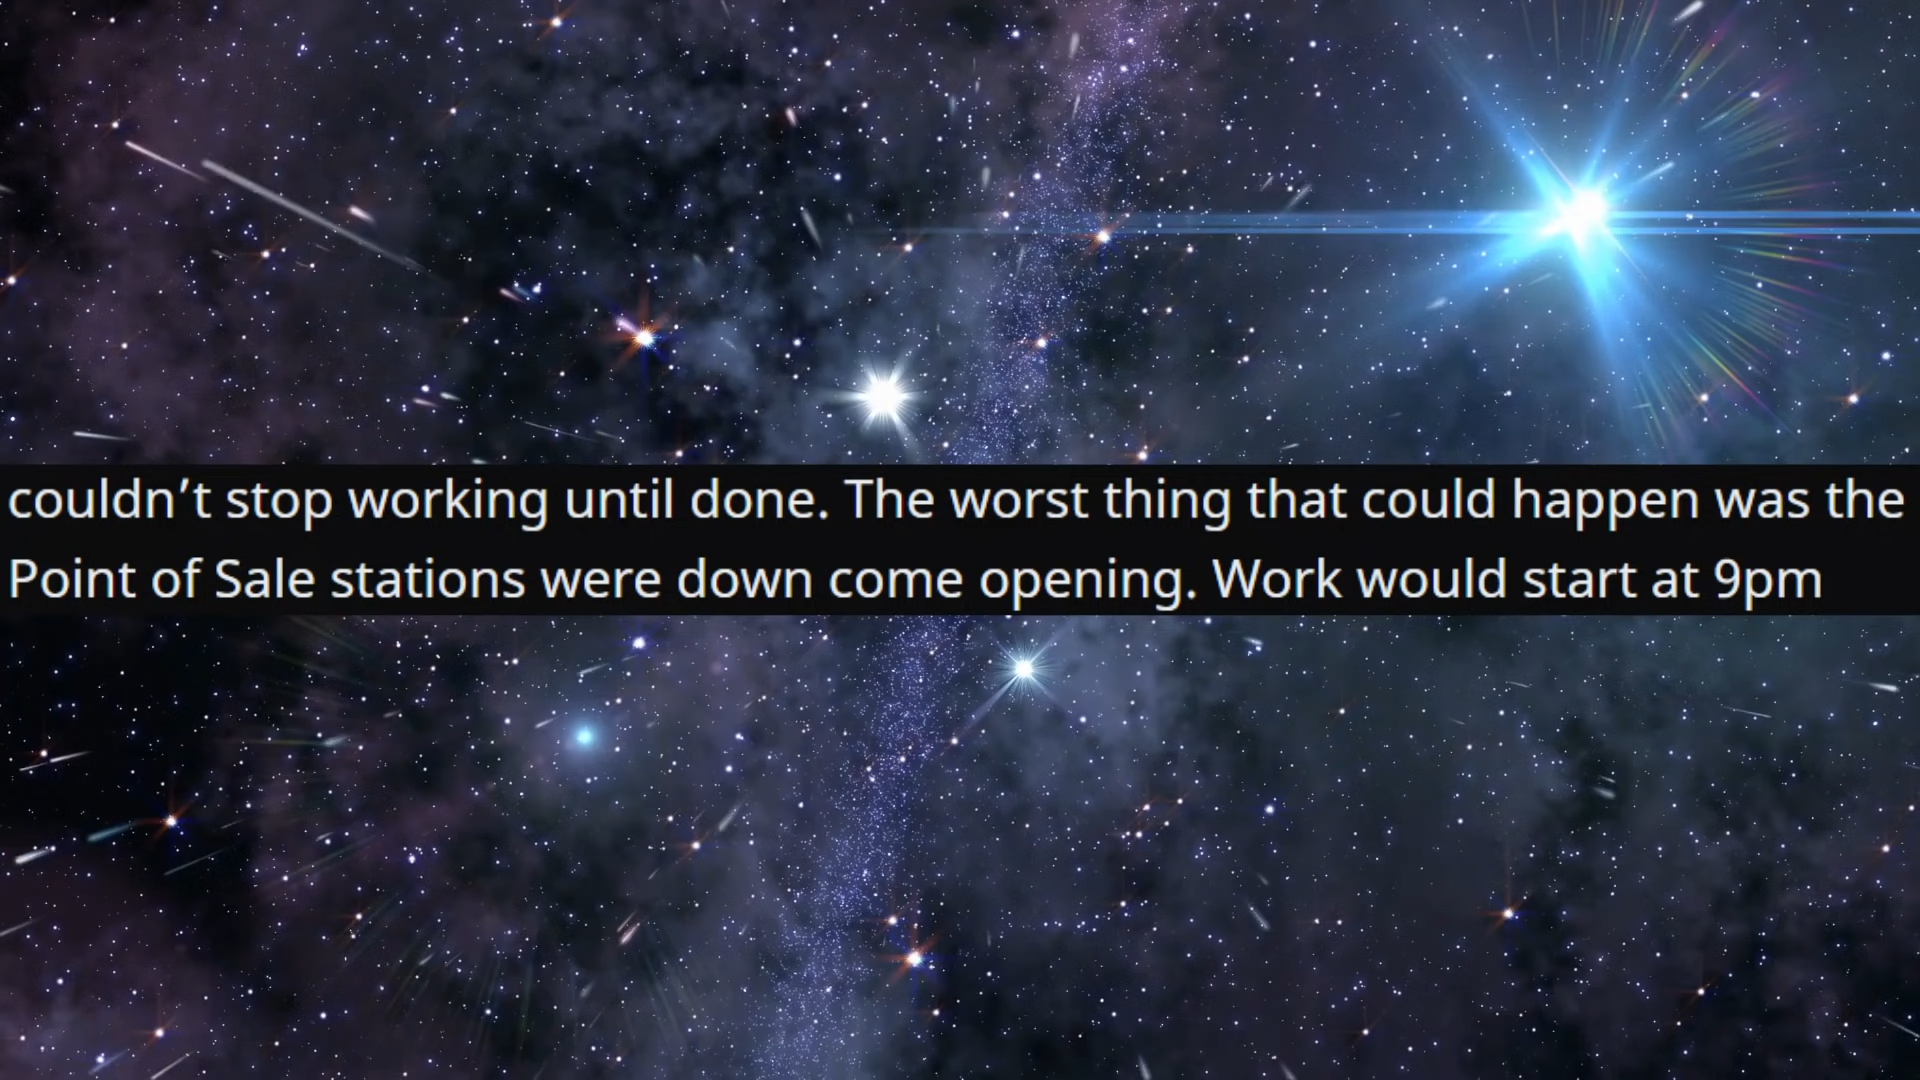 couldn’t stop working until done. The worst thing that could happen was the
Point of Sale stations were down come opening. Work would start at 9pm